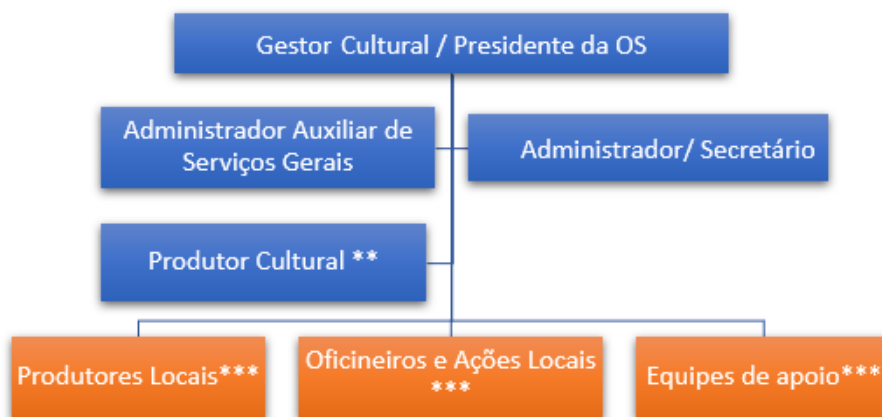 Gestor Cultural / Presidente da OS
Administrador Auxiliar de
Serviços Gerais
Administrador/ Secretário
Produtor Cultural **
Produtores Locais***
Oficineiros e Ações Locais
***
Equipes de apoio***